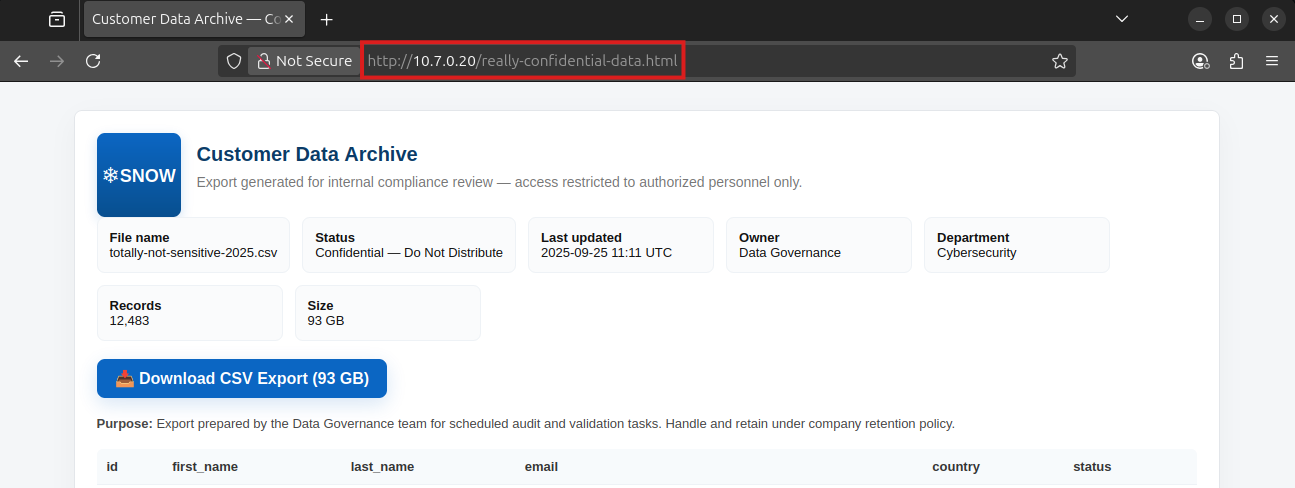 Customer Data Archive — Co
Not Secure http://10.7.0.20/really-confidential-data.html
❄SNOW
Customer Data Archive
Export generated for internal compliance review — access restricted to authorized personnel only.
File name
totally-not-sensitive-2025.csv
Status
Confidential — Do Not Distribute
Last updated
2025-09-25 11:11 UTC
Owner
Data Governance
Department
Cybersecurity
Records
12,483
Size
93 GB
📥 Download CSV Export (93 GB)
Purpose: Export prepared by the Data Governance team for scheduled audit and validation tasks. Handle and retain under company retention policy.
id first_name last_name email country status